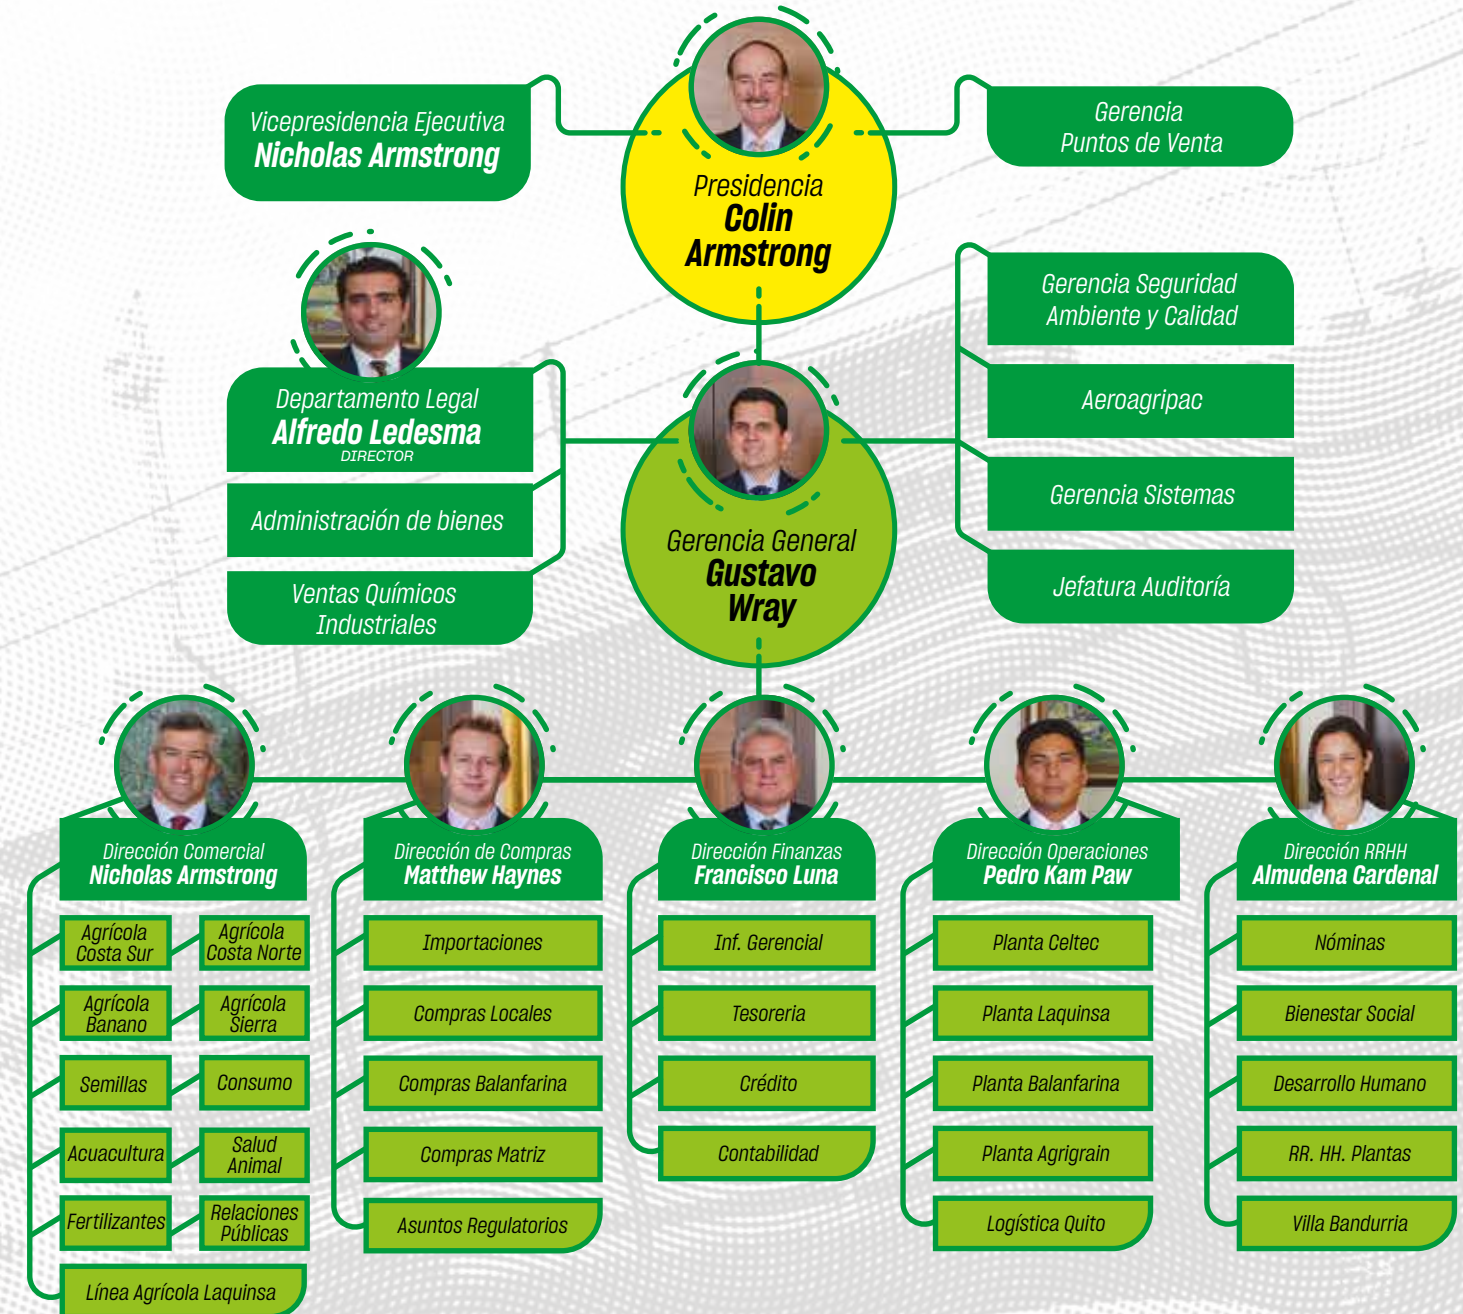 Vicepresidencia Ejecutiva
Nicholas Armstrong
Presidencia
Colin
Armstrong
Gerencia
Puntos de Venta
Departamento Legal
Alfredo Ledesma
DIRECTOR
Administración de bienes
Ventas Químicos
Industriales
Gerencia General
Gustavo
Wray
Gerencia Seguridad
Ambiente y Calidad
Aeroagripac
Gerencia Sistemas
Jefatura Auditoría
Dirección Comercial
Nicholas Armstrong
Agrícola
Costa Sur
Agrícola
Costa Norte
Agrícola
Banano
Agrícola
Sierra
Semillas
Consumo
Acuacultura
Salud
Animal
Fertilizantes
Relaciones
Públicas
Línea Agrícola Laquinsa
Dirección de Compras
Matthew Haynes
Importaciones
Compras Locales
Compras Balanfarina
Compras Matriz
Asuntos Regulatorios
Dirección Finanzas
Francisco Luna
Inf. Gerencial
Tesoreria
Crédito
Contabilidad
Dirección Operaciones
Pedro Kam Paw
Planta Celtec
Planta Laquinsa
Planta Balanfarina
Planta Agrigrain
Logística Quito
Dirección RRHH
Almudena Cardenal
Nóminas
Bienestar Social
Desarrollo Humano
RR. HH. Plantas
Villa Bandurria